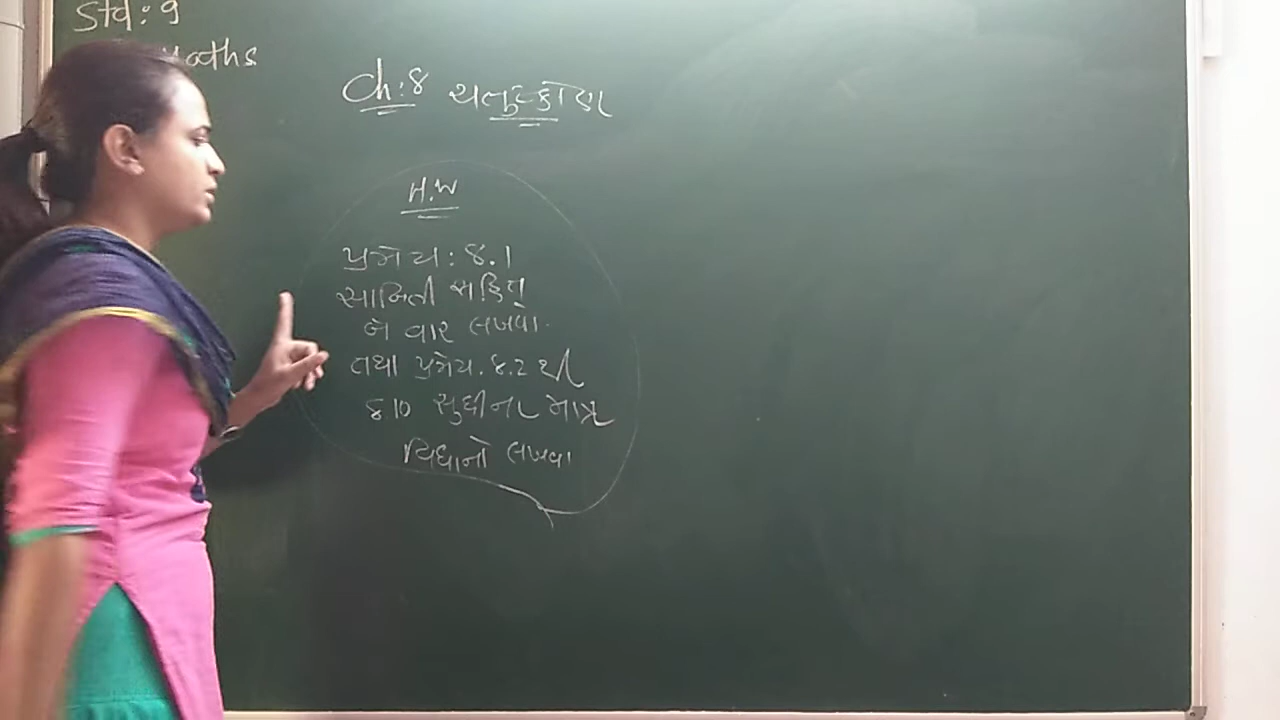 Std: 9
Maths
Ch: 8 ચતુષ્કોણ
H.W
પ્રમેય: 8.1
સાબિતી સહિત
બે વાર લખવા.
તથા પ્રમેય. 8.2 થી
8.10 સુધીના માત્ર
વિધાનો લખવા